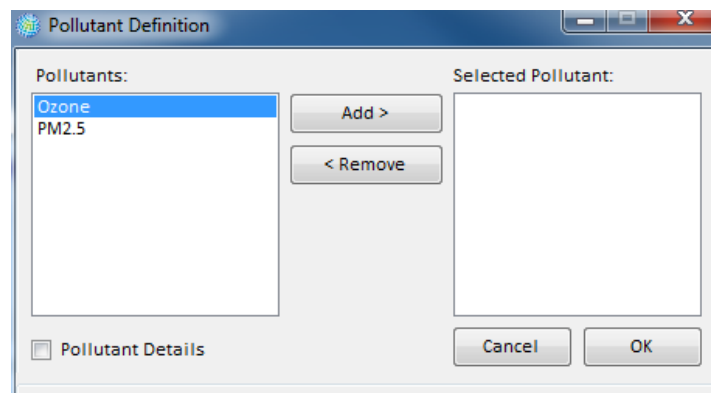 Pollutant Definition
X
Pollutants:
Selected Pollutant:
Ozone
PM2.5
Add >
< Remove
Pollutant Details
Cancel
OK